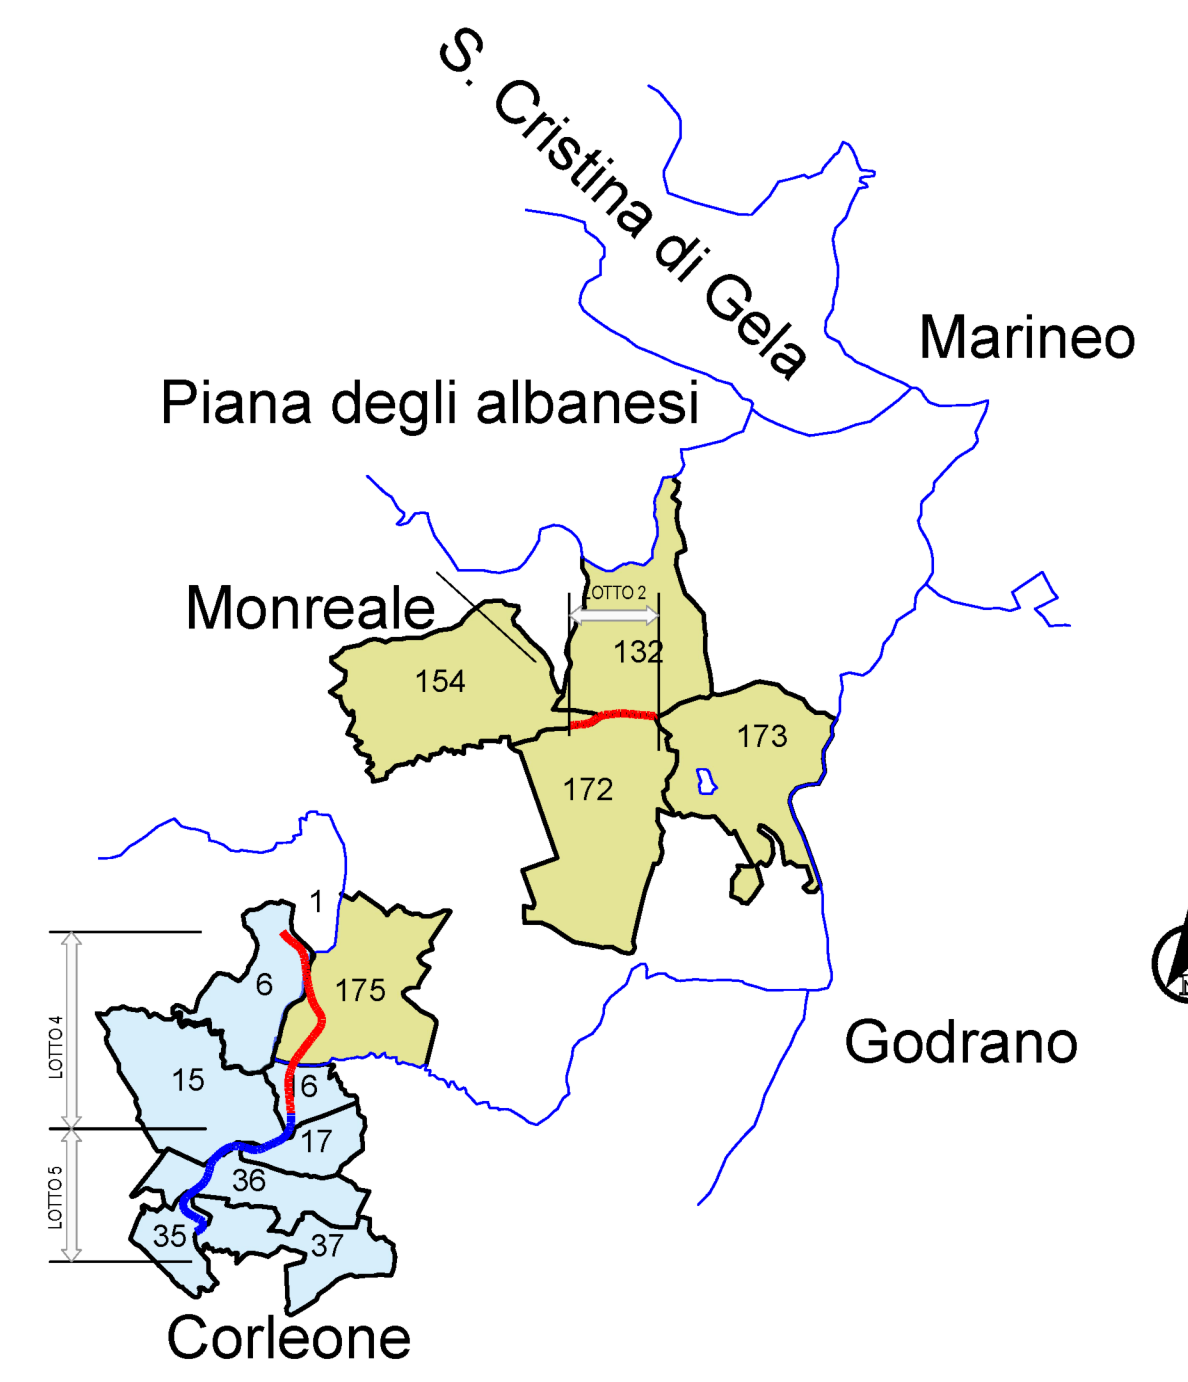 S. Cristina di Gela
Marineo
Piana degli albanesi
Monreale
LOTTO 2
132
154
173
172
1
6
175
LOTTO 4
N
Godrano
15
6
17
LOTTO 5
36
35
37
Corleone